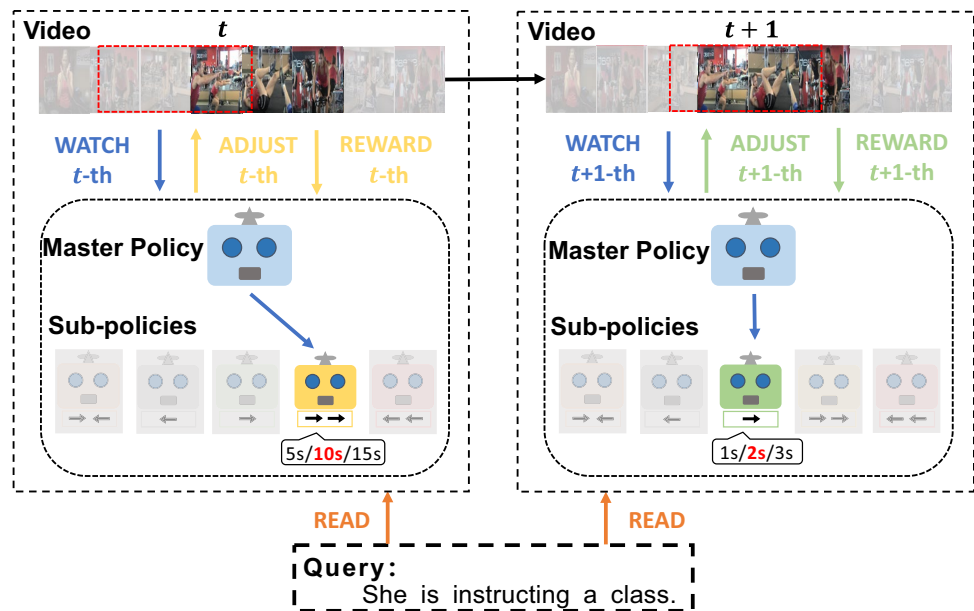 Video
t
WATCH
t-th
ADJUST
t-th
REWARD
t-th
Master Policy
Sub-policies
5s/10s/15s
Video
t + 1
WATCH
t+1-th
ADJUST
t+1-th
REWARD
t+1-th
Master Policy
Sub-policies
1s/2s/3s
READ
READ
Query:
She is instructing a class.